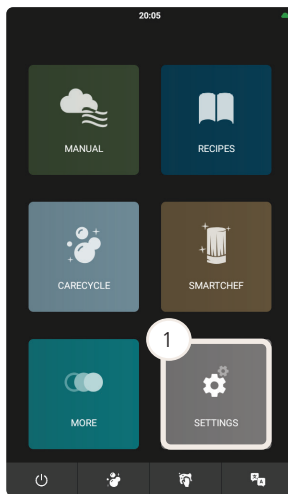 20:05
MANUAL
RECIPES
CARECYCLE
SMARTCHEF
1
MORE
SETTINGS